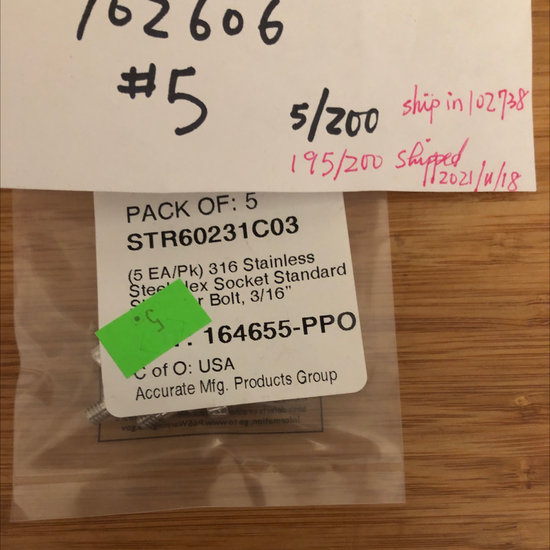 162606
#5
5/200 ship in 102738
195/200 shipped
2021/11/18
PACK OF: 5
STR60231C03
(5 EA/Pk) 316 Stainless
Socket Standard
Bolt, 3/16"
164655-PPO
C of O: USA
Accurate Mfg. Products Group
5.